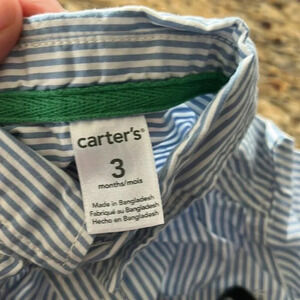 carter's®
3
months/mois
Made in Bangladesh
Fabriqué au Bangladesh
Hecho en Bangladesh